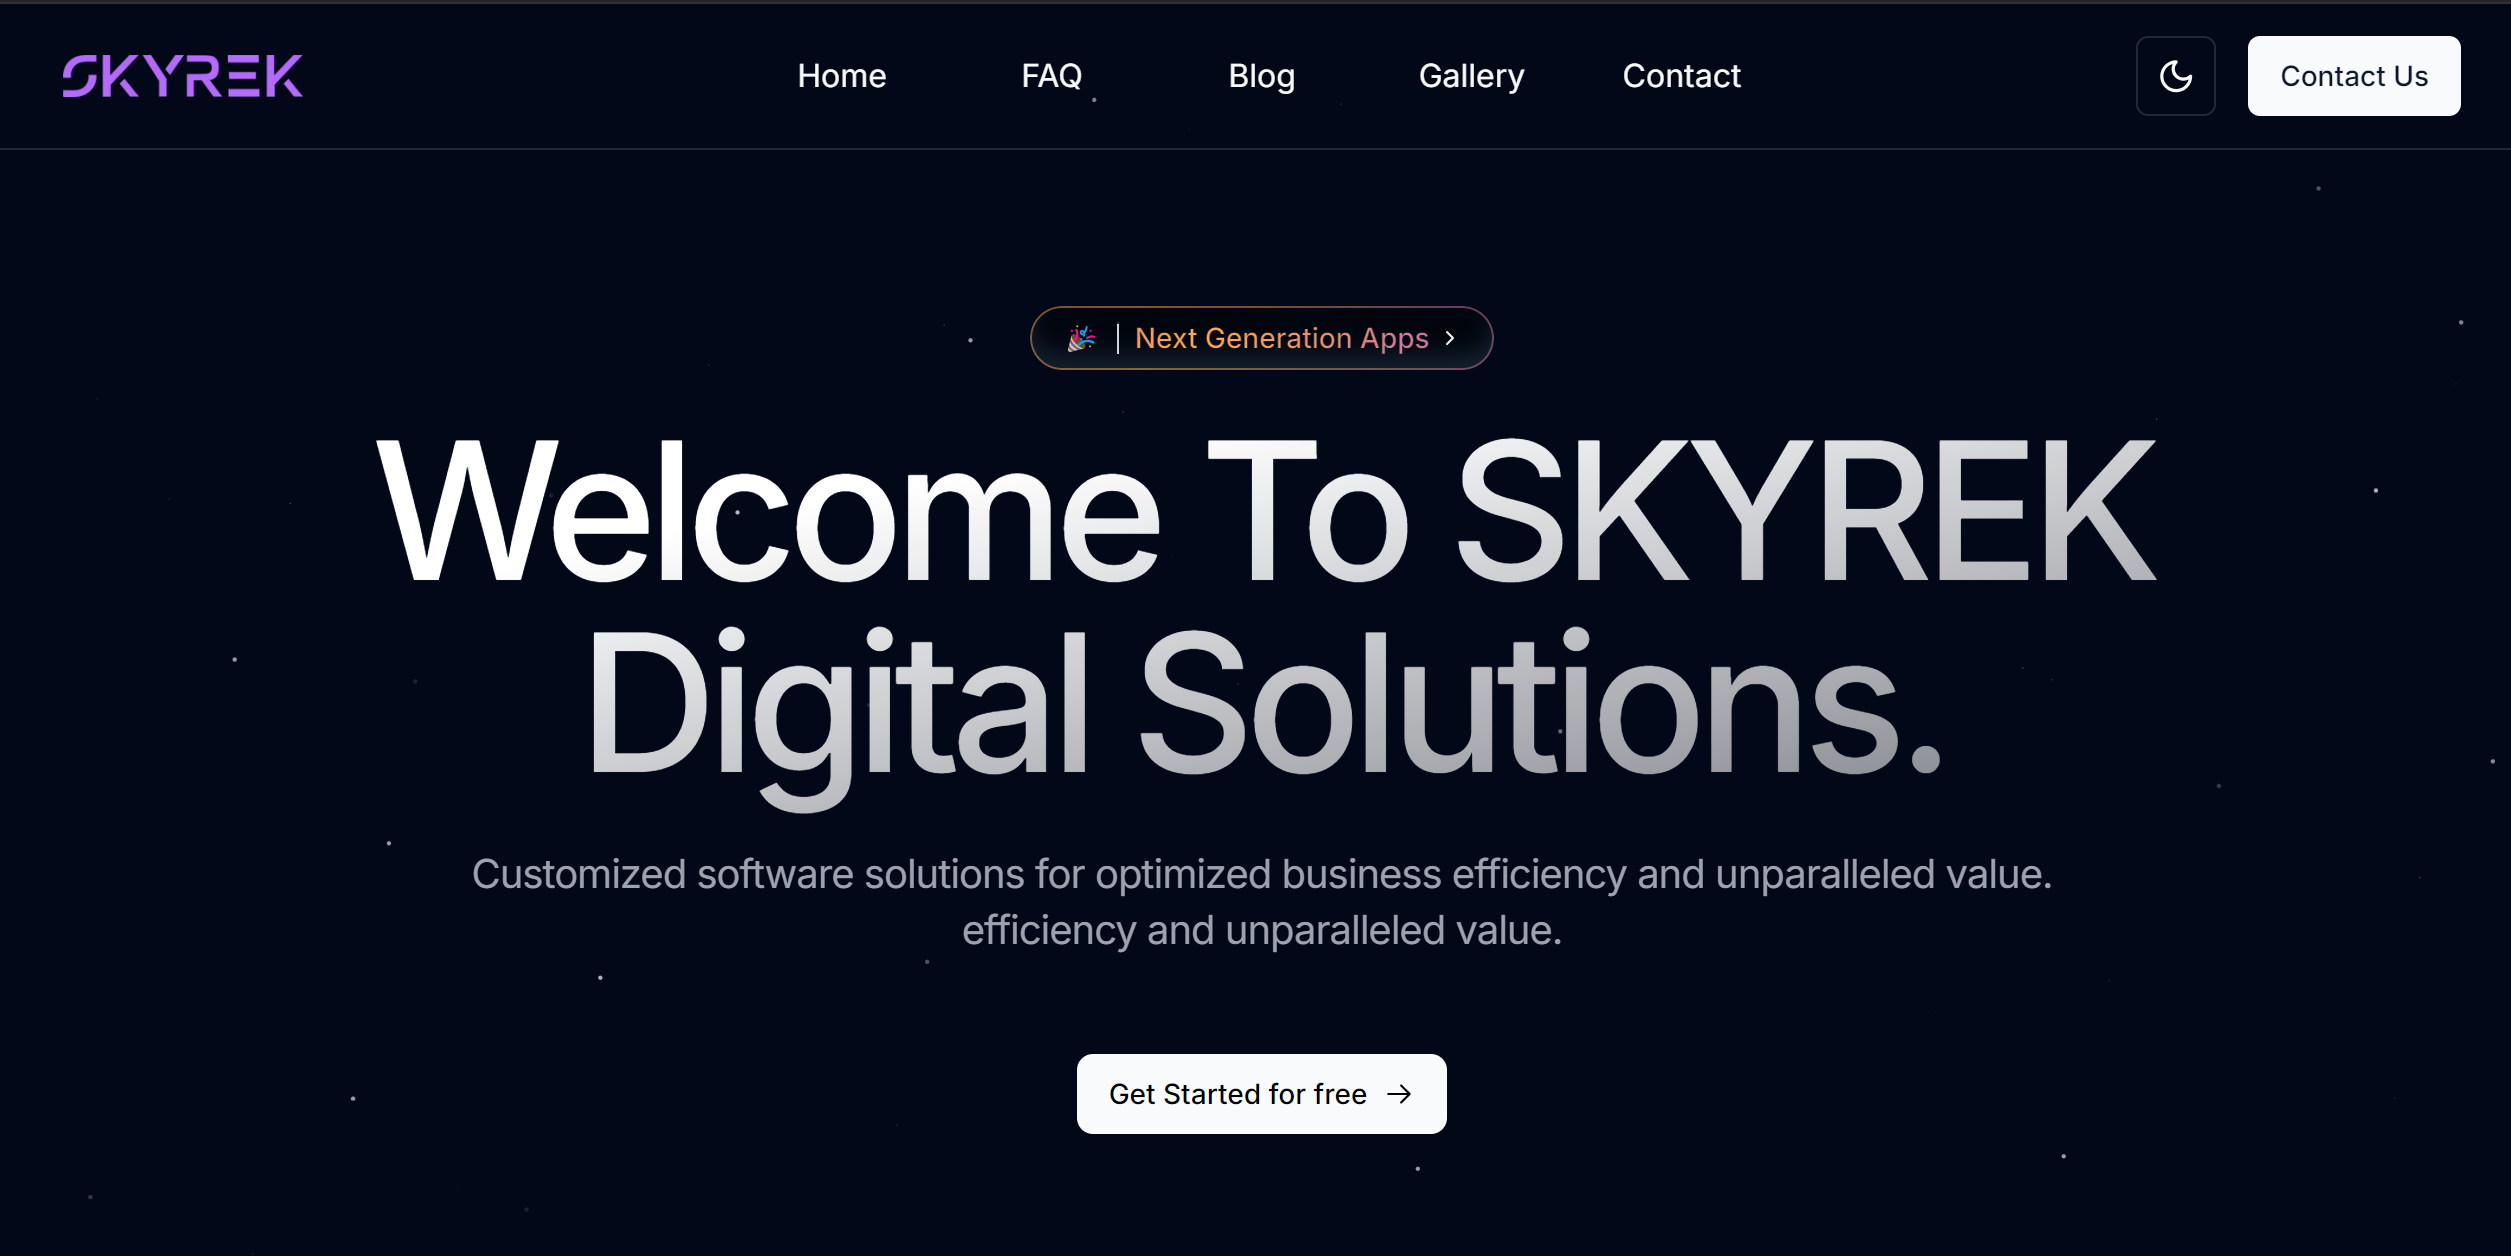 SKYREK
Home FAQ Blog Gallery Contact
Contact Us
🎉 | Next Generation Apps
Welcome To SKYREK
Digital Solutions.
Customized software solutions for optimized business efficiency and unparalleled value.
efficiency and unparalleled value.
Get Started for free →